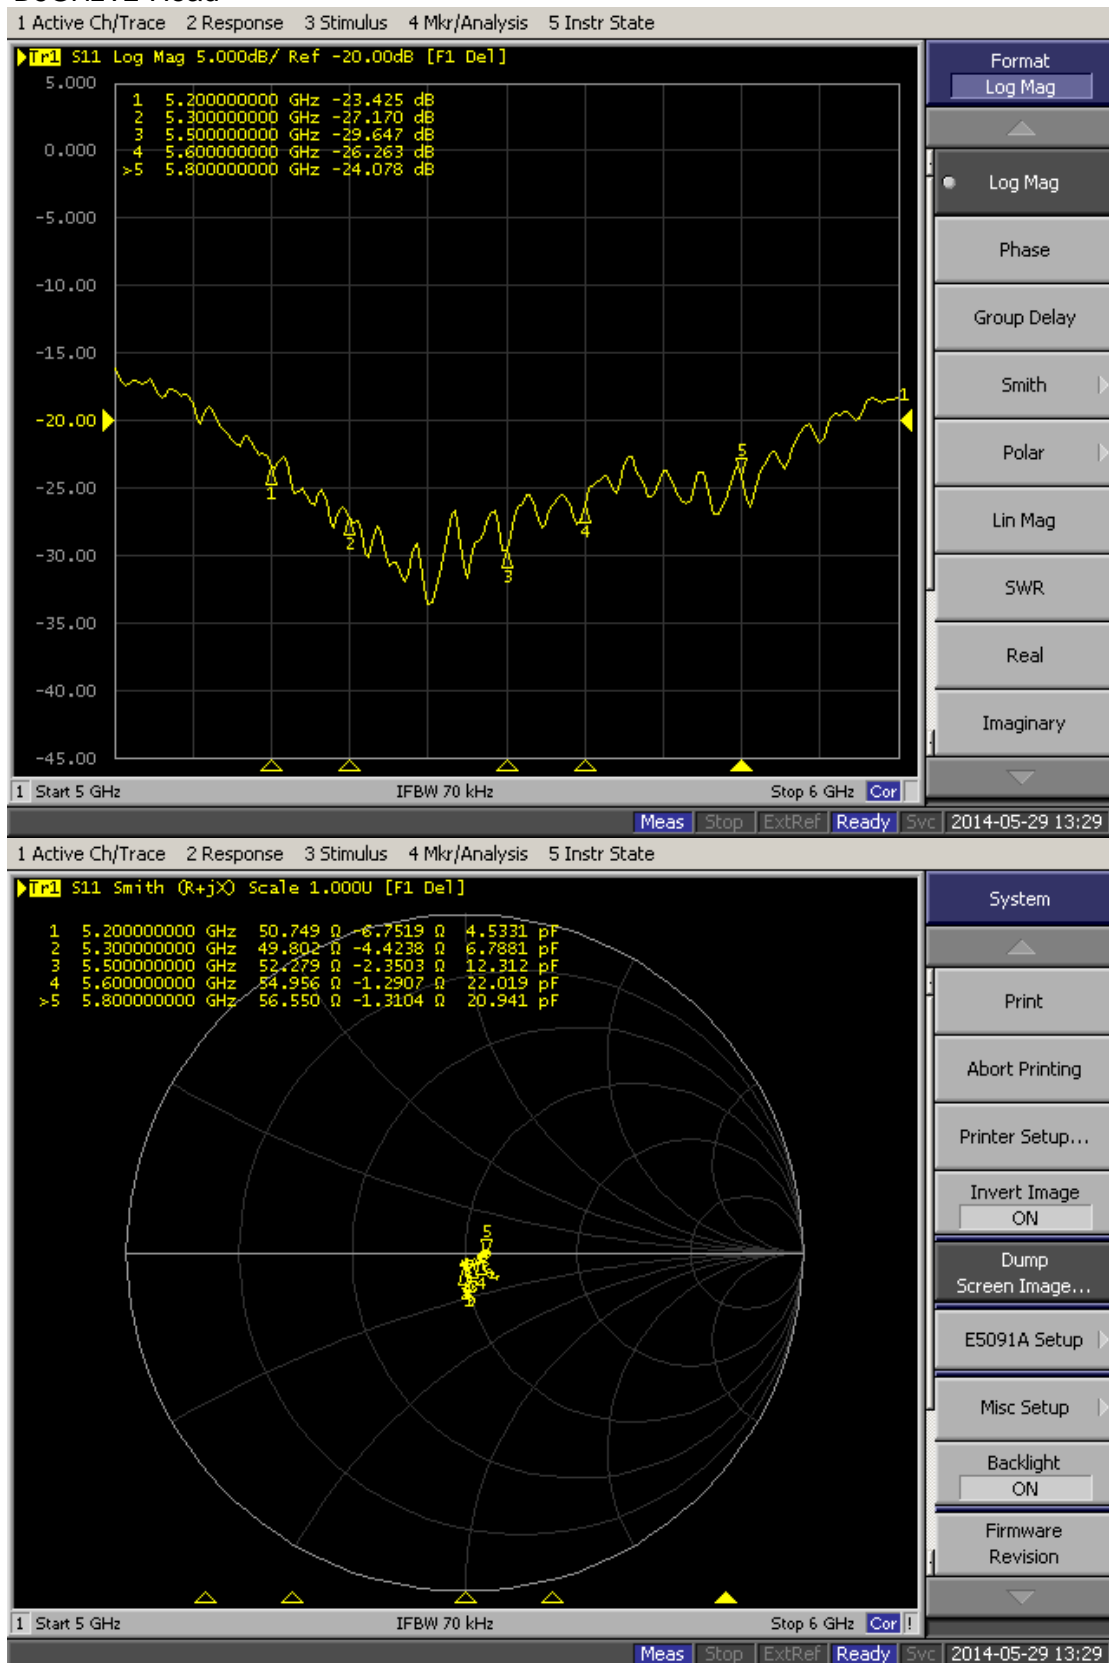 1 Active Ch/Trace 2 Response 3 Stimulus 4 Mkr/Analysis 5 Instr State
Tr1 S11 Log Mag 5.000dB/ Ref -20.00dB [F1 Del]
5.000
0.000
-5.000
-10.00
-15.00
-20.00
-25.00
-30.00
-35.00
-40.00
-45.00
1 5.200000000 GHz -23.425 dB
2 5.300000000 GHz -27.170 dB
3 5.500000000 GHz -29.647 dB
4 5.600000000 GHz -26.263 dB
>5 5.800000000 GHz -24.078 dB
1
2
3
4
5
1
1 Start 5 GHz IFBW 70 kHz Stop 6 GHz Cor
Format
Log Mag
Log Mag
Phase
Group Delay
Smith
Polar
Lin Mag
SWR
Real
Imaginary
Meas Stop ExtRef Ready Svc 2014-05-29 13:29
1 Active Ch/Trace 2 Response 3 Stimulus 4 Mkr/Analysis 5 Instr State
Tr1 S11 Smith (R+jX) Scale 1.000U [F1 Del]
1 5.200000000 GHz 50.749 Ω -6.7519 Ω 4.5331 pF
2 5.300000000 GHz 49.802 Ω -4.4238 Ω 6.7881 pF
3 5.500000000 GHz 52.279 Ω -2.3503 Ω 12.312 pF
4 5.600000000 GHz 54.956 Ω -1.2907 Ω 22.019 pF
>5 5.800000000 GHz 56.550 Ω -1.3104 Ω 20.941 pF
5
4
1 Start 5 GHz IFBW 70 kHz Stop 6 GHz Cor !
System
Print
Abort Printing
Printer Setup...
Invert Image
ON
Dump
Screen Image...
E5091A Setup
Misc Setup
Backlight
ON
Firmware
Revision
Meas Stop ExtRef Ready Svc 2014-05-29 13:29